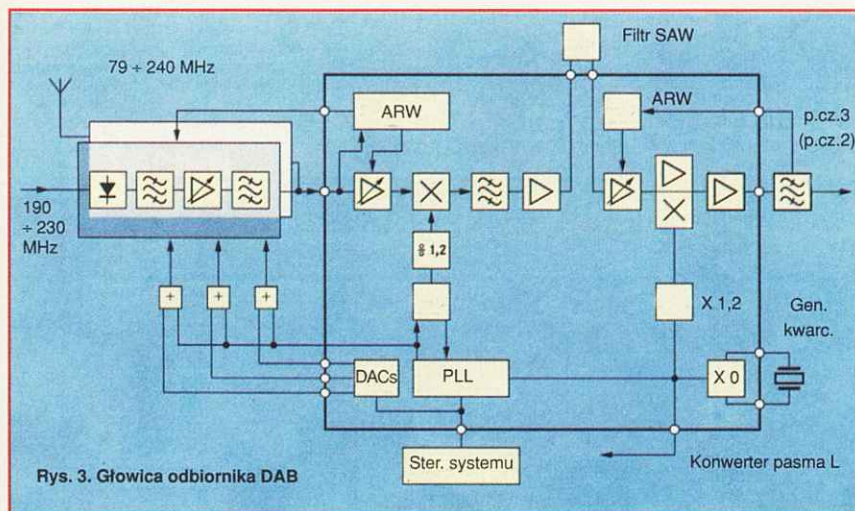 Filtr SAW
79 ÷ 240 MHz
ARW
ARW
p.cz.3
(p.cz.2)
190
÷ 230
MHz
1,2
+
+
+
X 1,2
Gen.
kwarc.
DACs
PLL
X 0
Ster. systemu
Konwerter pasma L
Rys. 3. Głowica odbiornika DAB